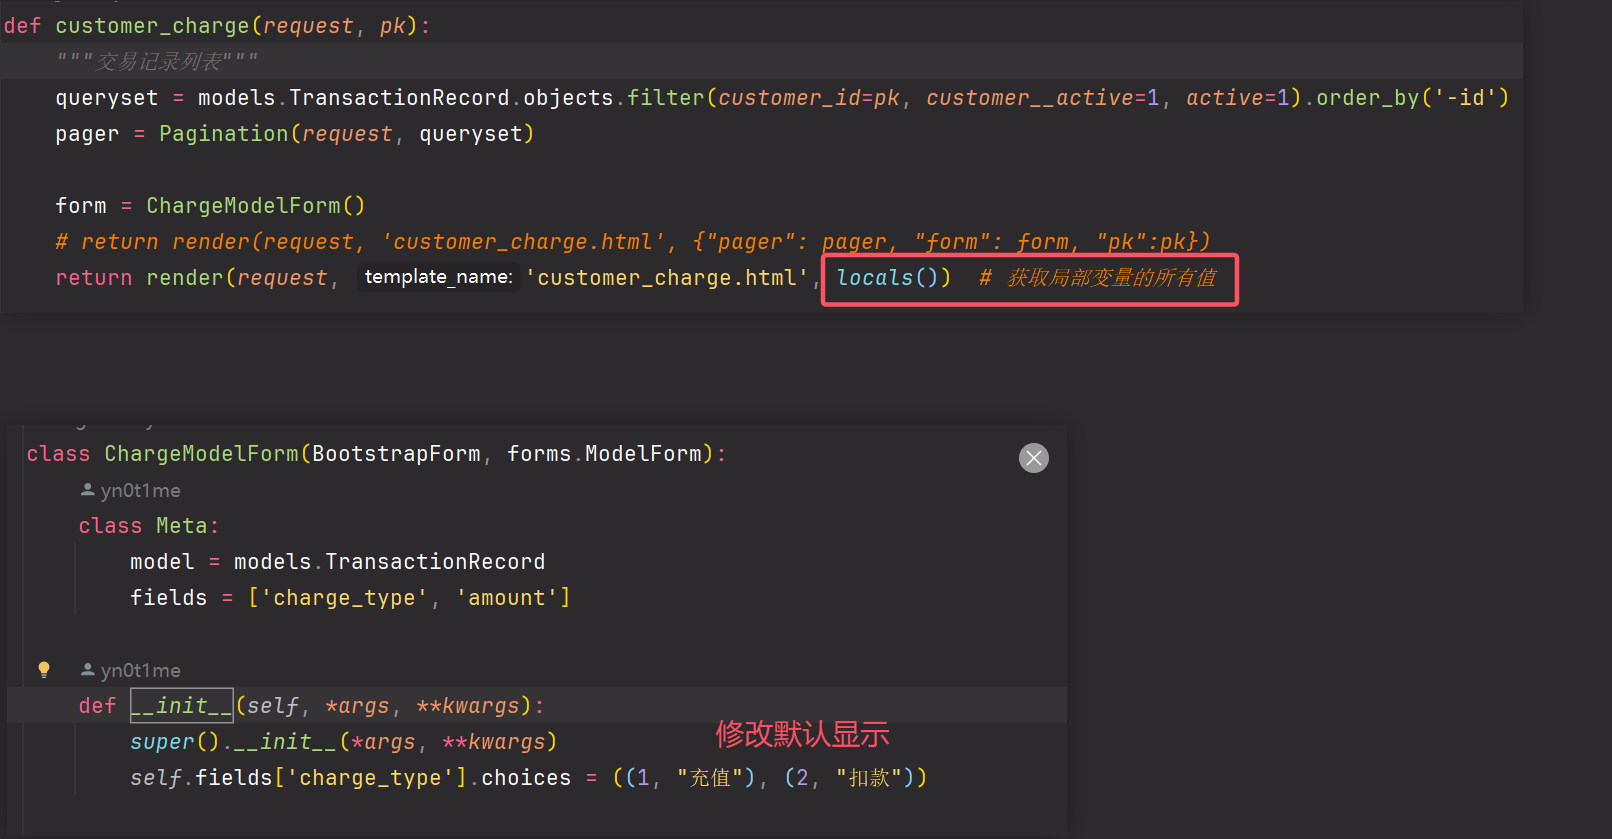 def customer_charge(request, pk):
"""交易记录列表"""
queryset = models.TransactionRecord.objects.filter(customer_id=pk, customer__active=1, active=1).order_by('-id')
pager = Pagination(request, queryset)
form = ChargeModelForm()
# return render(request, 'customer_charge.html', {"pager": pager, "form": form, "pk":pk})
return render(request, template_name: 'customer_charge.html', locals()) # 获取局部变量的所有值
class ChargeModelForm(BootstrapForm, forms.ModelForm):
yn0t1me
class Meta:
model = models.TransactionRecord
fields = ['charge_type', 'amount']
yn0t1me
def __init__(self, *args, **kwargs):
super().__init__(*args, **kwargs)
修改默认显示
self.fields['charge_type'].choices = ((1, "充值"), (2, "扣款"))